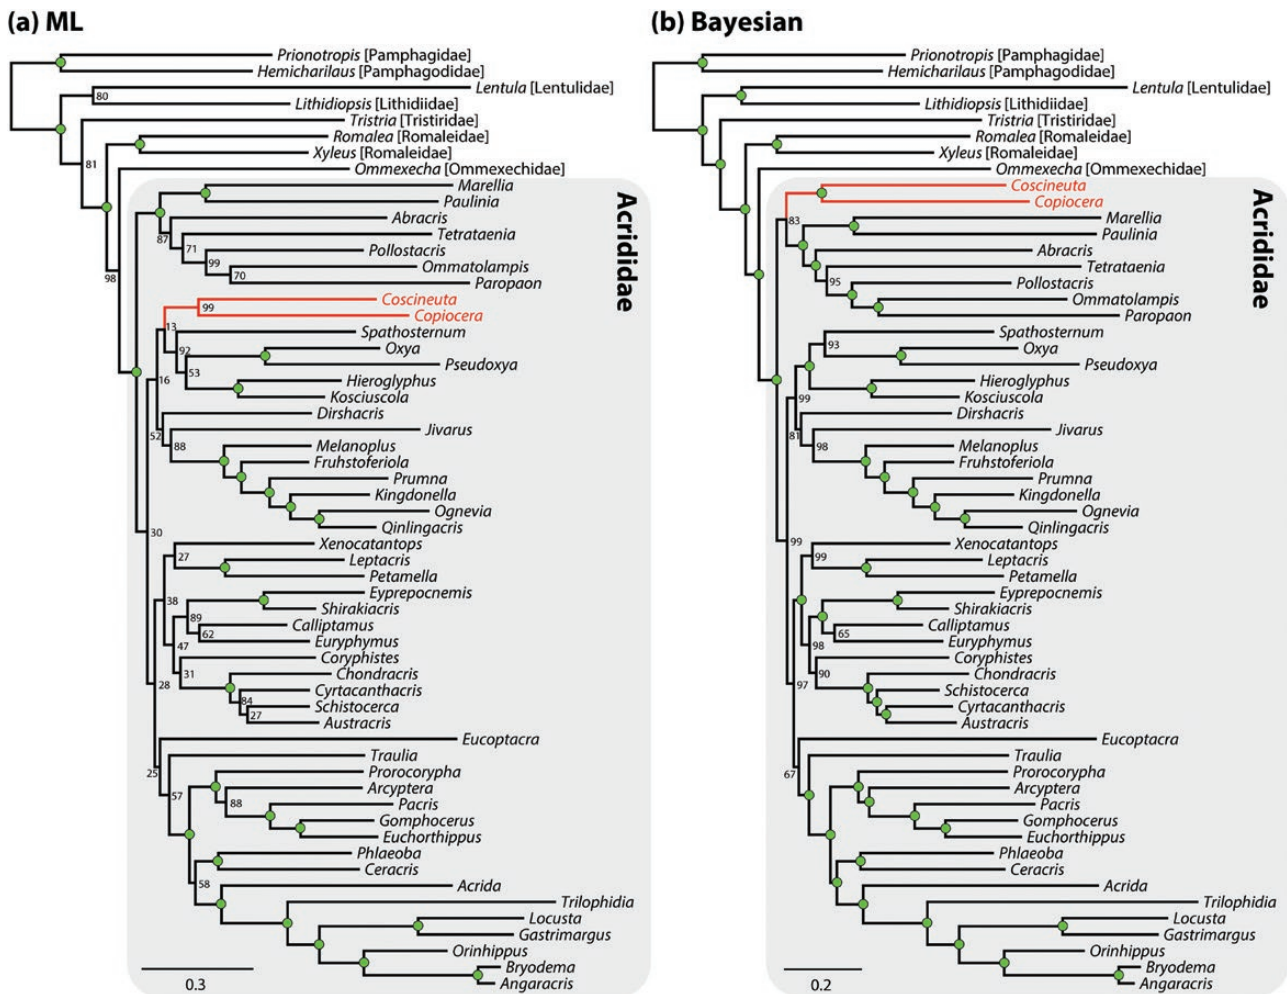 (a) ML
Prionotropis [Pamphagidae]
Hemicharilaus [Pamphagodidae]
Lentula [Lentulidae]
80
Lithidiopsis [Lithidiidae]
Tristria [Tristiridae]
Romalea [Romaleidae]
81
Xyleus [Romaleidae]
Ommexecha [Ommexechidae]
Marellia
Paulinia
Abracris
87
Tetrataenia
71
Pollostacris
99
Ommatolampis
98
70
Paropaon
Coscineuta
99
Copiocera
13
Spathosternum
92
Oxya
Pseudoxya
53
16
Hieroglyphus
Kosciuscola
Dirshacris
52
Jivarus
88
Melanoplus
Fruhstoferiola
Prumna
Kingdonella
Ognevia
Qinlingacris
30
Xenocatantops
27
Leptacris
Petamella
Eyprepocnemis
38
Shirakiacris
89
Calliptamus
62
Euryphymus
47
Coryphistes
31
Chondracris
28
Cyrtacanthacris
84
Schistocerca
27
Austracris
Eucoptacra
Traulia
25
Prorocorypha
Arcyptera
57
88
Pacris
Gomphocerus
Euchorthippus
Phlaeoba
Ceracris
58
Acrida
Trilophidia
Locusta
Gastrimargus
Orinhippus
Bryodema
Angaracris
0.3
Acrididae
(b) Bayesian
Prionotropis [Pamphagidae]
Hemicharilaus [Pamphagodidae]
Lentula [Lentulidae]
Lithidiopsis [Lithidiidae]
Tristria [Tristiridae]
Romalea [Romaleidae]
Xyleus [Romaleidae]
Ommexecha [Ommexechidae]
Coscineuta
Copiocera
83
Marellia
Paulinia
Abracris
Tetrataenia
95
Pollostacris
Ommatolampis
Paropaon
Spathosternum
93
Oxya
Pseudoxya
Hieroglyphus
99
Kosciuscola
Dirshacris
81
Jivarus
98
Melanoplus
Fruhstoferiola
Prumna
Kingdonella
Ognevia
Qinlingacris
99
Xenocatantops
99
Leptacris
Petamella
Eyprepocnemis
Shirakiacris
Calliptamus
65
Euryphymus
98
Coryphistes
90
Chondracris
97
Schistocerca
Cyrtacanthacris
Austracris
Eucoptacra
Traulia
67
Prorocorypha
Arcyptera
Pacris
Gomphocerus
Euchorthippus
Phlaeoba
Ceracris
Acrida
Trilophidia
Locusta
Gastrimargus
Orinhippus
Bryodema
Angaracris
0.2
Acrididae